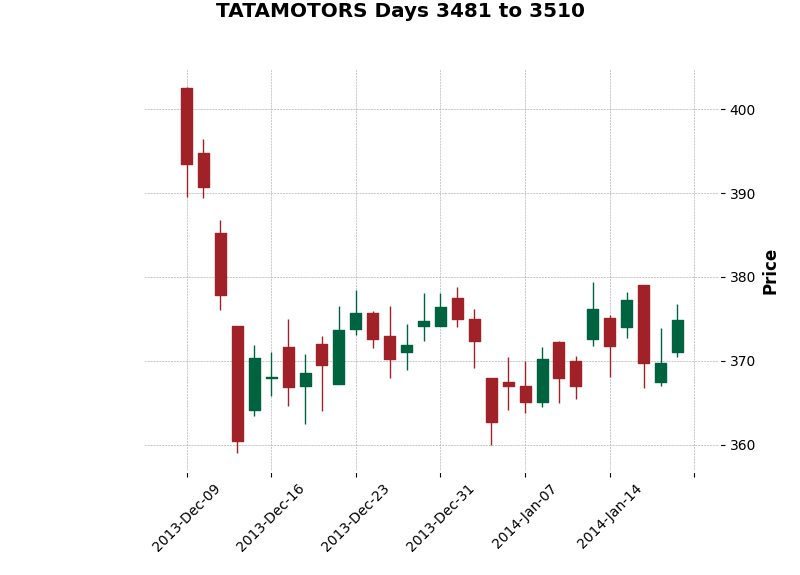 TATAMOTORS Days 3481 to 3510
400
390
380
370
360
Price
2013-Dec-09
2013-Dec-16
2013-Dec-23
2013-Dec-31
2014-Jan-07
2014-Jan-14